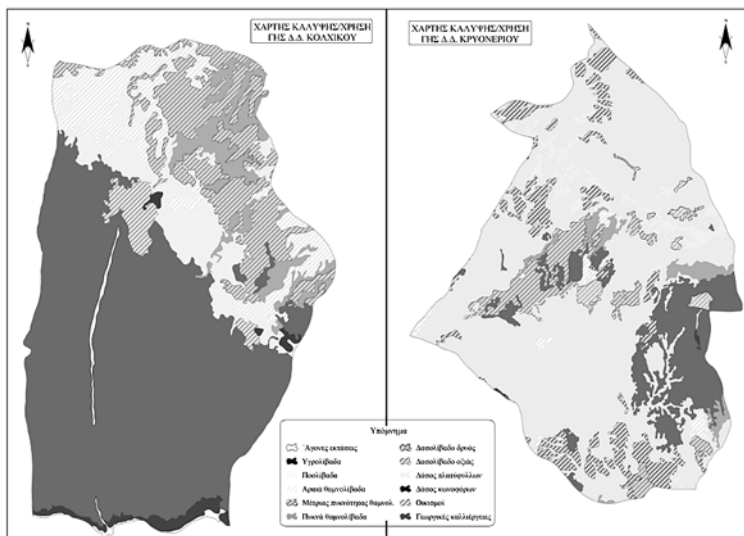 ΧΑΡΤΗΣ ΚΑΛΥΨΗΣ/ΧΡΗΣΗ
ΓΗΣ Δ.Δ. ΚΟΛΧΙΚΟΥ
ΧΑΡΤΗΣ ΚΑΛΥΨΗΣ/ΧΡΗΣΗ
ΓΗΣ Δ.Δ. ΚΡΥΟΝΕΡΙΟΥ
Υπόμνημα
Άγονες εκτάσεις
Υγρολίβαδα
Ποολίβαδα
Αραιά θαμνολίβαδα
Μέτριας πυκνότητας θαμνολ.
Πυκνά θαμνολίβαδα
Δασολίβαδο δρυός
Δασολίβαδο οξιάς
Δάσος πλατύφυλλων
Δάσος κωνοφόρων
Οικισμοί
Γεωργικές καλλιέργειες